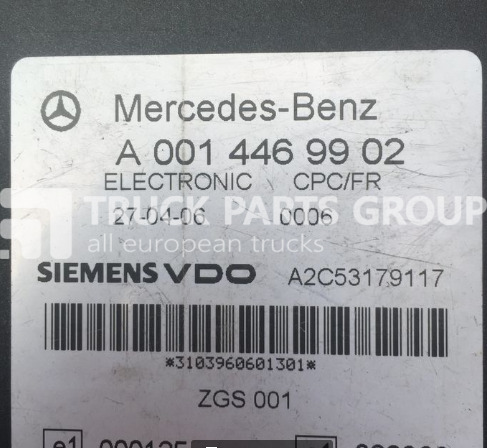 Mercedes-Benz
A 001 446 99 02
ELECTRONIC CPC/FR
TRUCK PARTS GROUP
27-04-06 0006
all european trucks
SIEMENS VDO A2C53179117
*3103960601301*
ZGS 001
e1